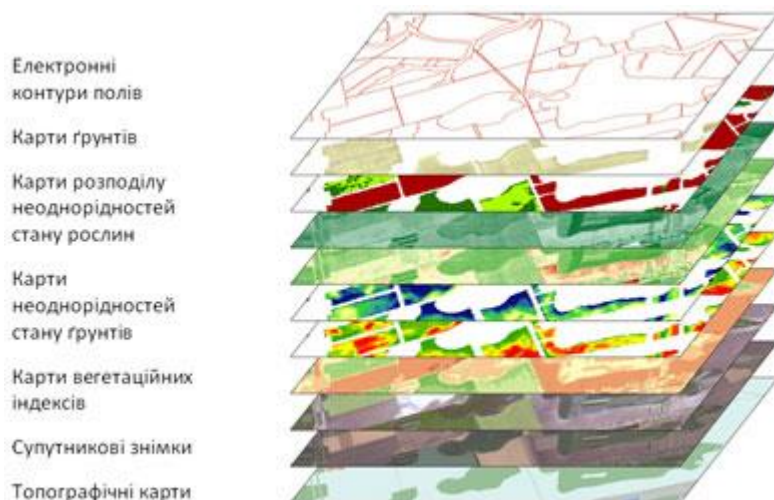 Електронні
контури полів
Карти ґрунтів
Карти розподілу
неоднорідностей
стану рослин
Карти
неоднорідностей
стану ґрунтів
Карти вегетаційних
індексів
Супутникові знімки
Топографічні карти